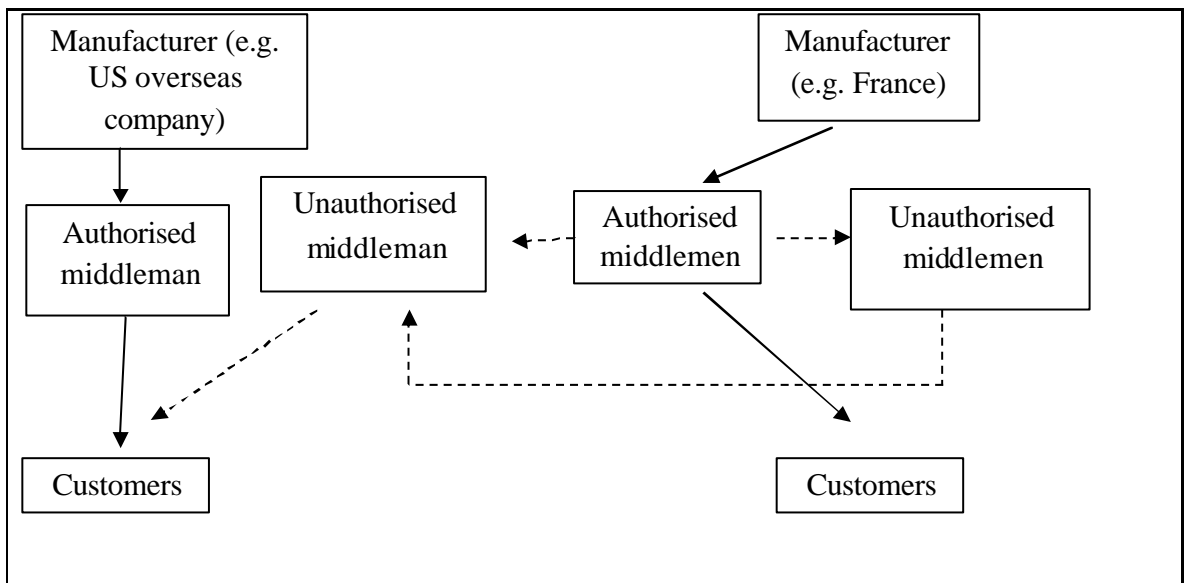 Manufacturer (e.g.
US overseas
company)
Manufacturer
(e.g. France)
Authorised
middleman
Unauthorised
middleman
Authorised
middlemen
Unauthorised
middlemen
Customers
Customers